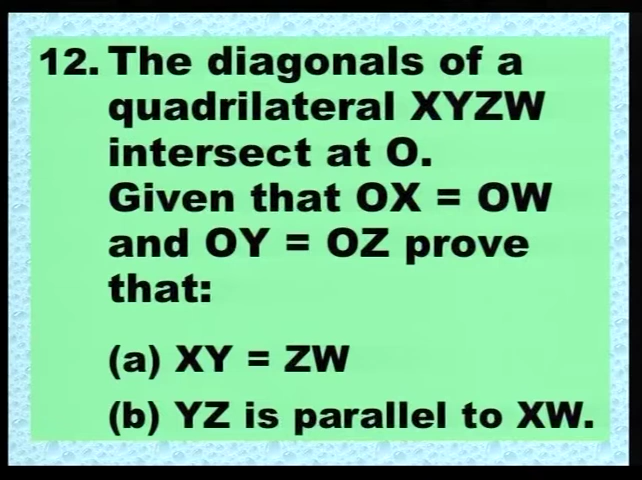 12. The diagonals of a
quadrilateral XYZW
intersect at O.
Given that OX = OW
and OY = OZ prove
that:
(a) XY = ZW
(b) YZ is parallel to XW.